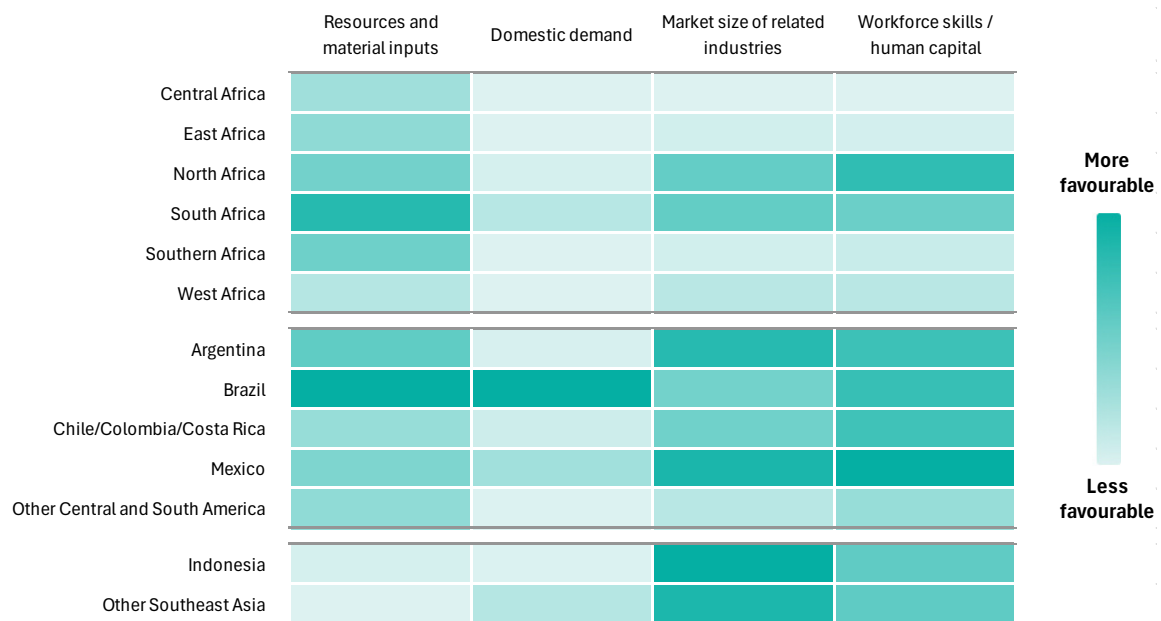 Resources and
material inputs
Domestic demand
Market size of related
industries
Workforce skills /
human capital
Central Africa
East Africa
North Africa
South Africa
Southern Africa
West Africa
Argentina
Brazil
Chile/Colombia/Costa Rica
Mexico
Other Central and South America
Indonesia
Other Southeast Asia
More
favourable
Less
favourable